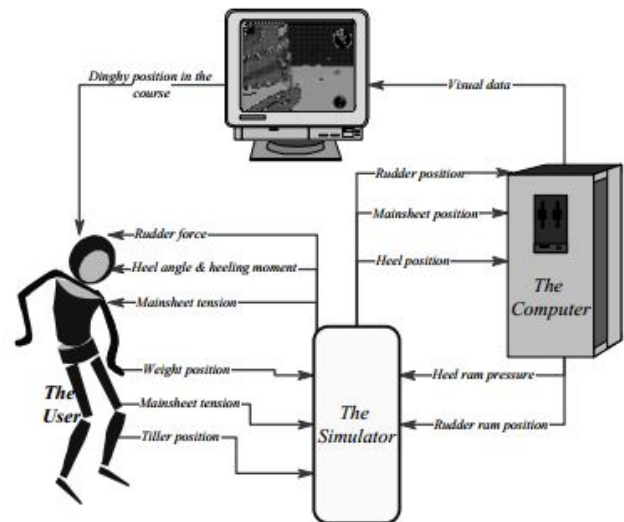 Dinghy position in the
course
Visual data
Rudder position
Mainsheet position
Heel position
The
Computer
Rudder force
Heel angle & heeling moment
Mainsheet tension
Weight position
Mainsheet tension
Tiller position
The
User
The
Simulator
Heel ram pressure
Rudder ram position